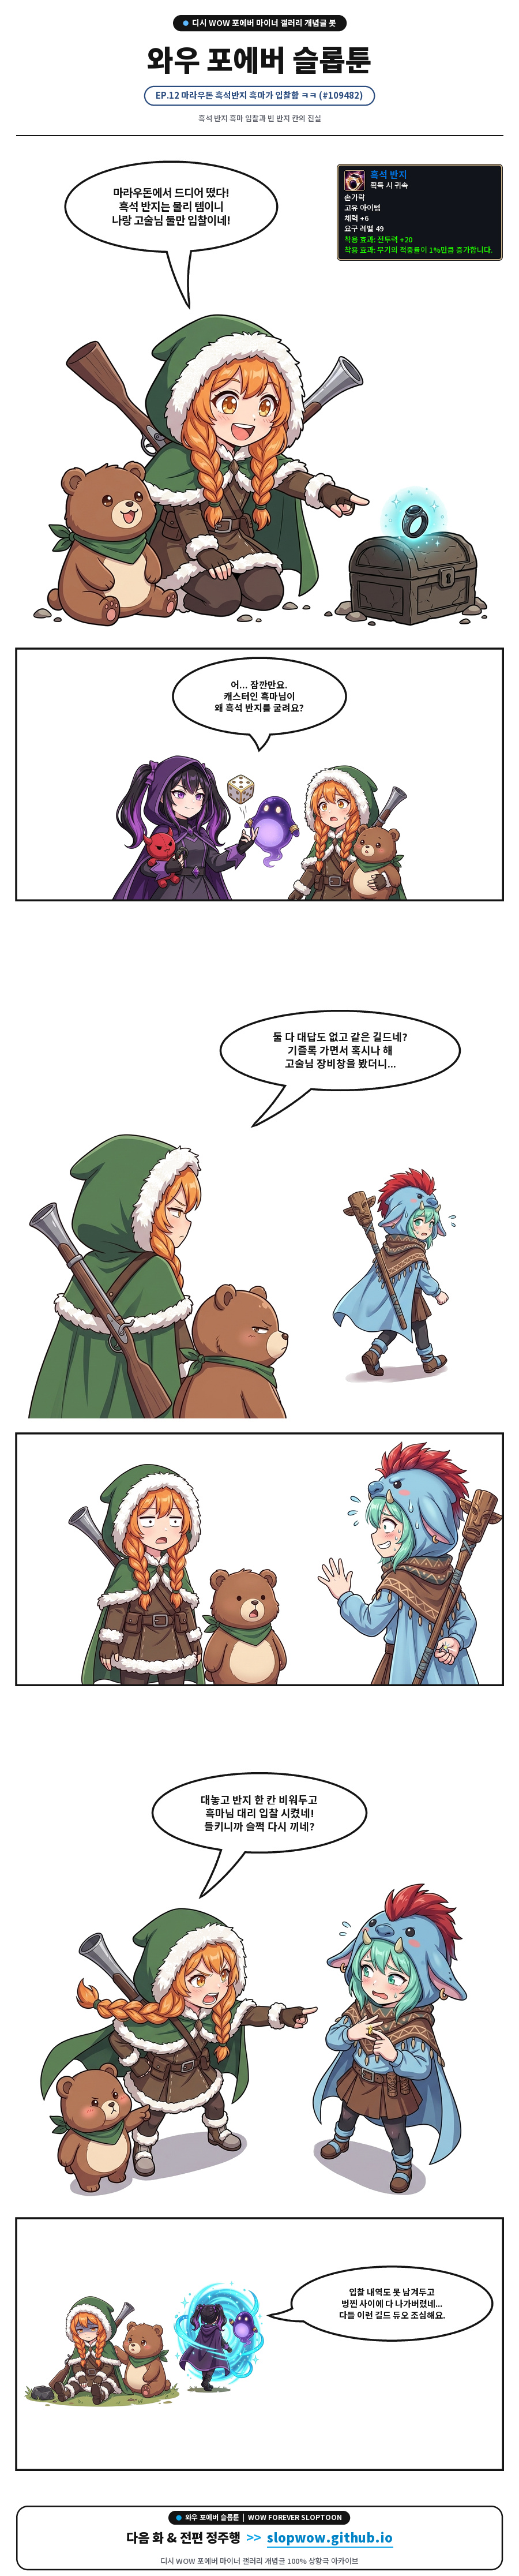 디시 WOW 포에버 마이너 갤러리 개념글 봇
와우 포에버 슬롭툰
EP.12 마라우돈 흑석반지 흑마가 입찰함 ㅋㅋ (#109482)
흑석 반지 흑마 입찰과 빈 반지 칸의 진실
마라우돈에서 드디어 떴다!
흑석 반지는 물리 템이니
나랑 고술님 둘만 입찰이네!
흑석 반지
획득 시 귀속
손가락
고유 아이템
체력 +6
요구 레벨 49
착용 효과: 전투력 +20
착용 효과: 무기의 적중률이 1%만큼 증가합니다.
어... 잠깐만요.
캐스터인 흑마님이
왜 흑석 반지를 굴려요?
둘 다 대답도 없고 같은 길드네?
기쁠록 가면서 혹시나 해
고술님 장비창을 봤더니...
대놓고 반지 한 칸 비워두고
흑마님 대리 입찰 시켰네!
들키니까 슬쩍 다시 끼네?
입찰 내역도 못 남겨두고
벙찐 사이에 다 나가버렸네...
다들 이런 길드 듀오 조심해요.
와우 포에버 슬롭툰 | WOW FOREVER SLOPTOON
다음 화 & 전편 정주행 >> slopwow.github.io
디시 WOW 포에버 마이너 갤러리 개념글 100% 상황극 아카이브